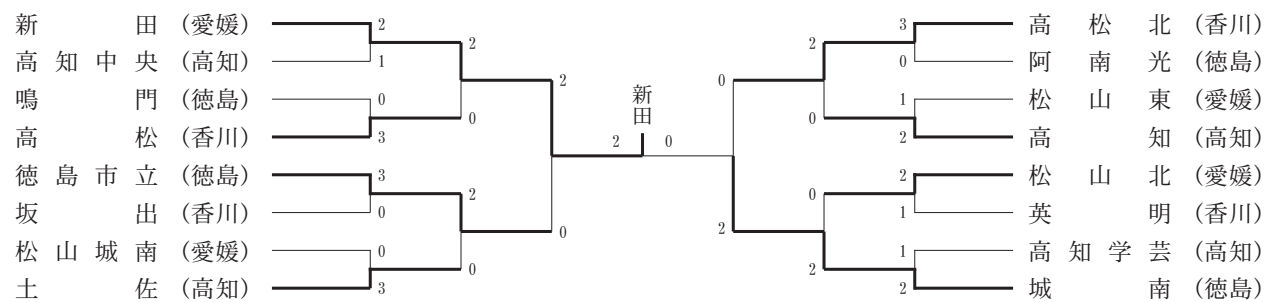 新田 (愛媛) 2
高知中央 (高知) 1
鳴門 (徳島) 0
高松 (香川) 3
徳島市立 (徳島) 3
坂出 (香川) 0
松山城南 (愛媛) 0
土佐 (高知) 3
2
0
2
0
2
0
新田
2 0
0
2
2
0
0
2
3 高松北 (香川)
0 阿南光 (徳島)
1 松山東 (愛媛)
2 高知 (高知)
2 松山北 (愛媛)
1 英明 (香川)
1 高知学芸 (高知)
2 城南 (徳島)